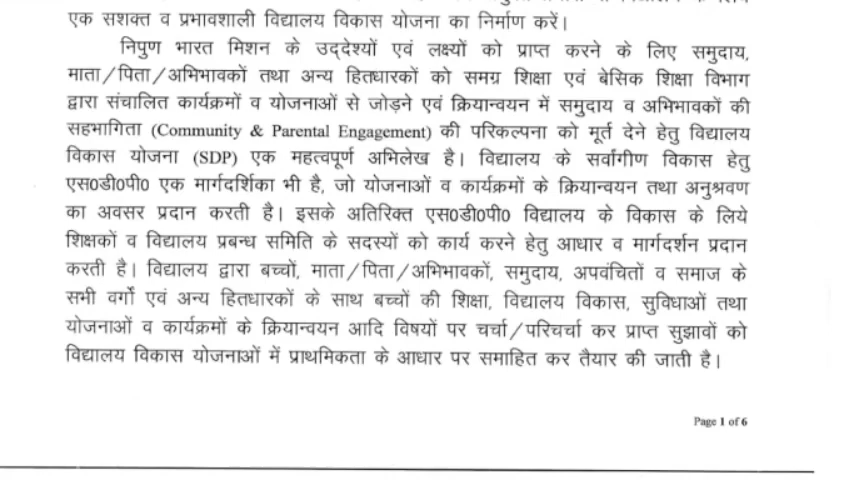 एक सशक्त व प्रभावशाली विद्यालय विकास योजना का निर्माण करें।
निपुण भारत मिशन के उद्देश्यों एवं लक्ष्यों को प्राप्त करने के लिए समुदाय,
माता/पिता/अभिभावकों तथा अन्य हितधारकों को समग्र शिक्षा एवं बेसिक शिक्षा विभाग
द्वारा संचालित कार्यक्रमों व योजनाओं से जोड़ने एवं क्रियान्वयन में समुदाय व अभिभावकों की
सहभागिता (Community & Parental Engagement) की परिकल्पना को मूर्त देने हेतु विद्यालय
विकास योजना (SDP) एक महत्वपूर्ण अभिलेख है। विद्यालय के सर्वांगीण विकास हेतु
एस0डी0पी0 एक मार्गदर्शिका भी है, जो योजनाओं व कार्यक्रमों के क्रियान्वयन तथा अनुश्रवण
का अवसर प्रदान करती है। इसके अतिरिक्त एस0डी0पी0 विद्यालय के विकास के लिये
शिक्षकों व विद्यालय प्रबन्ध समिति के सदस्यों को कार्य करने हेतु आधार व मार्गदर्शन प्रदान
करती है। विद्यालय द्वारा बच्चों, माता/पिता/अभिभावकों, समुदाय, अपवंचितों व समाज के
सभी वर्गों एवं अन्य हितधारकों के साथ बच्चों की शिक्षा, विद्यालय विकास, सुविधाओं तथा
योजनाओं व कार्यक्रमों के क्रियान्वयन आदि विषयों पर चर्चा/परिचर्चा कर प्राप्त सुझावों को
विद्यालय विकास योजनाओं में प्राथमिकता के आधार पर समाहित कर तैयार की जाती है।
Page 1 of 6